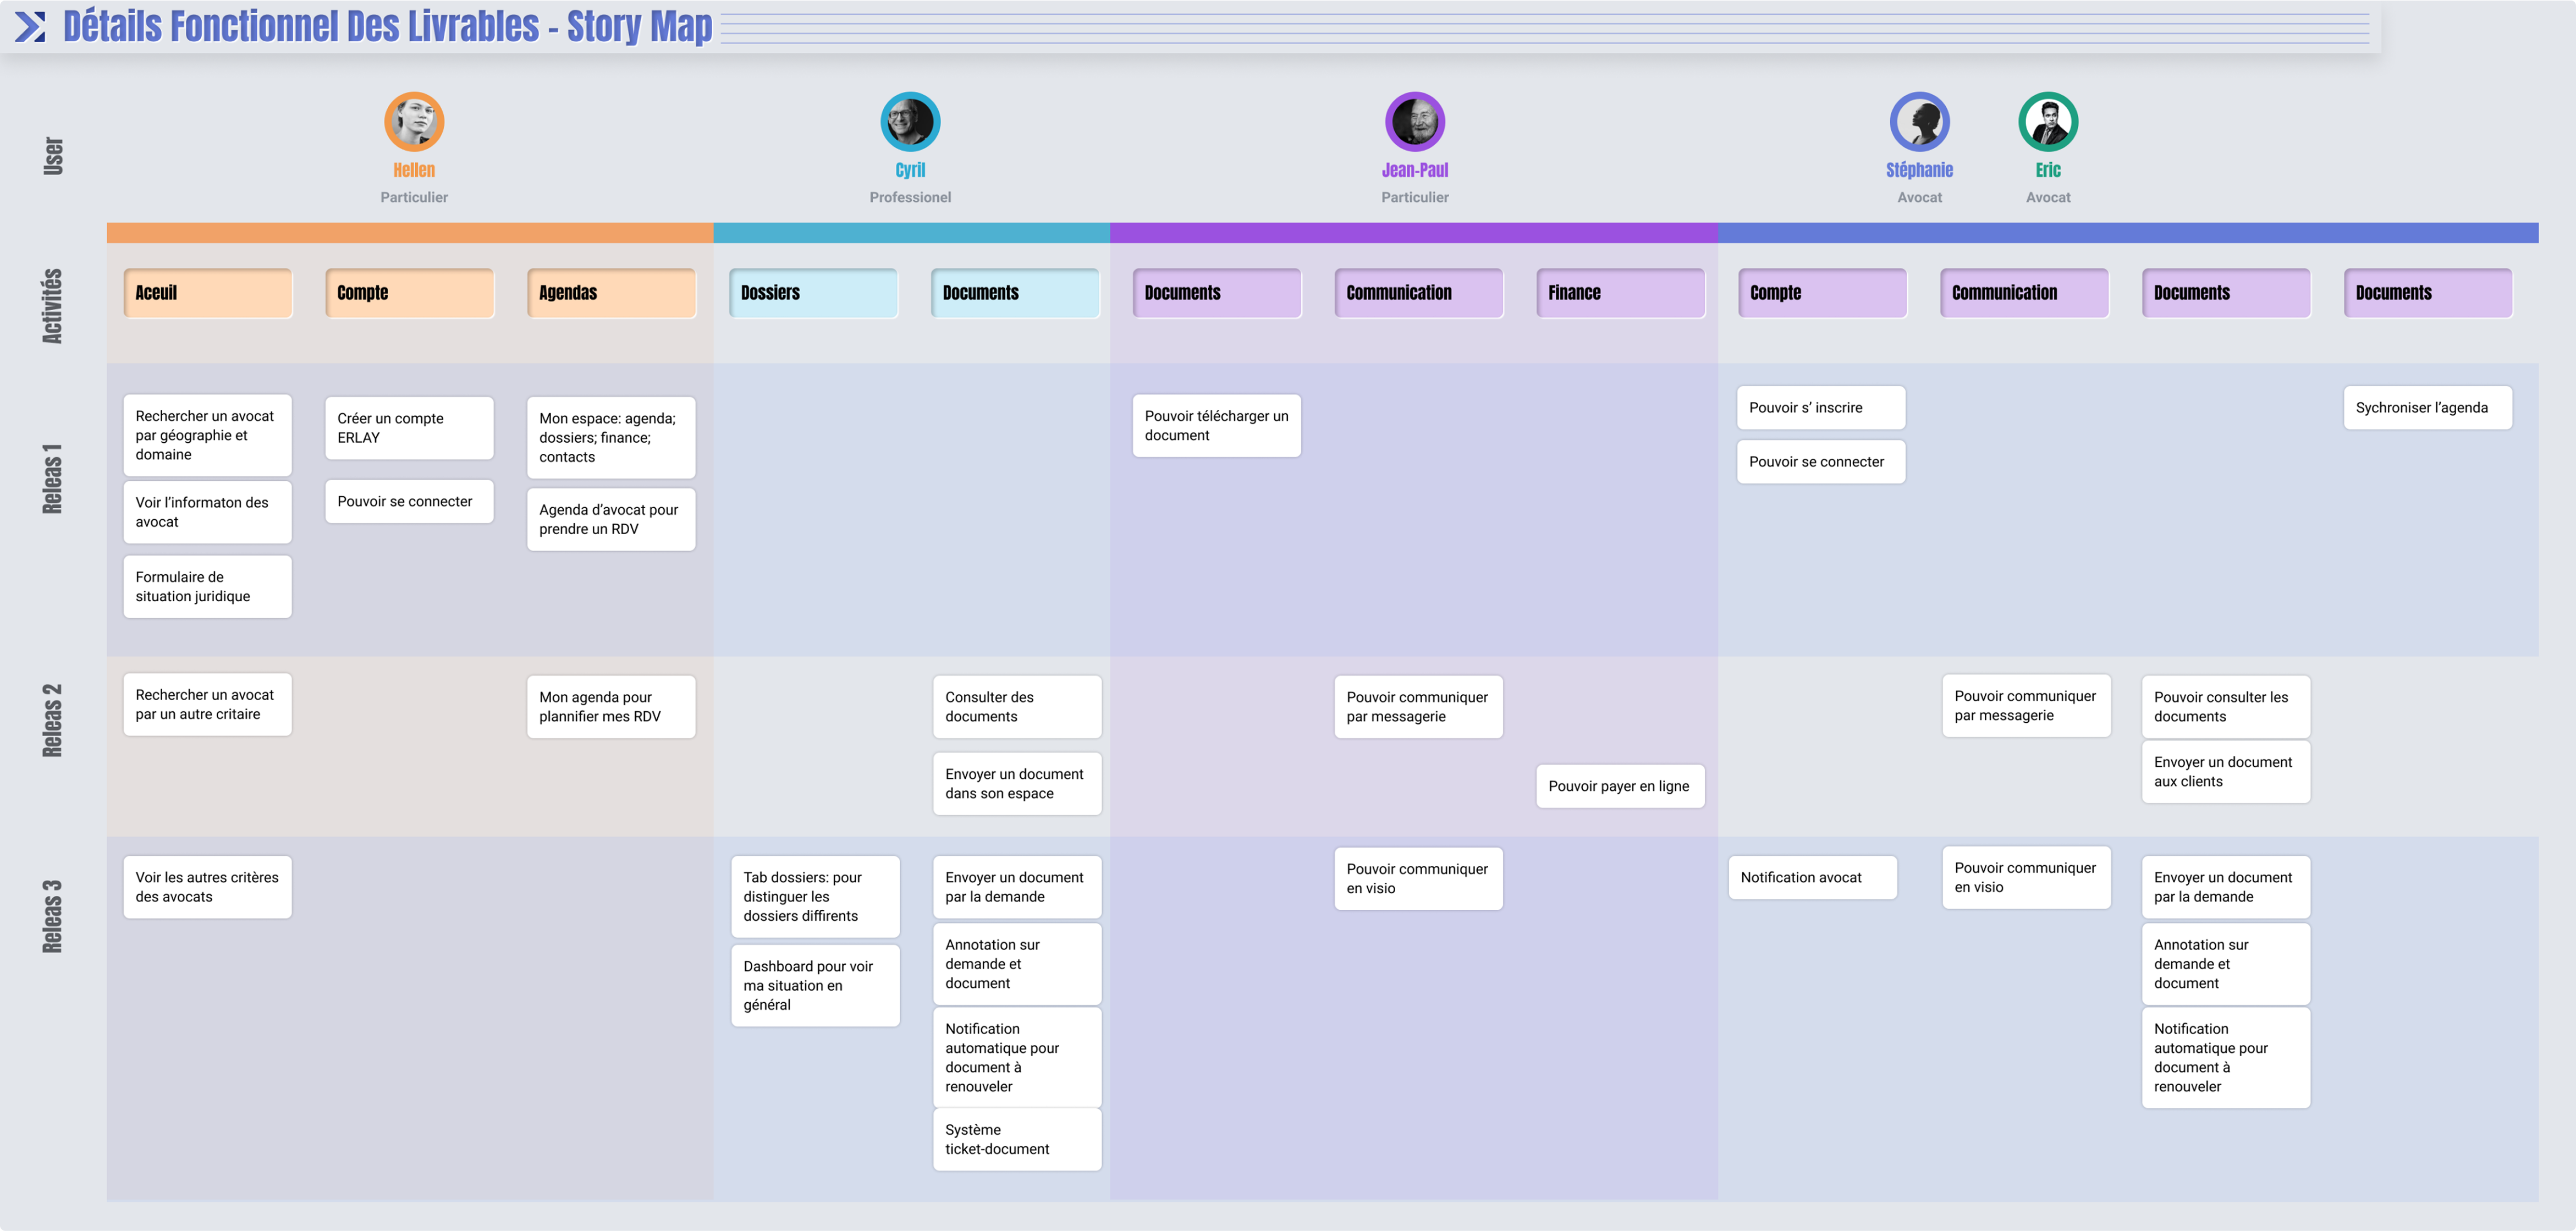 Détails Fonctionnel Des Livrables - Story Map
User
Hellen
Particulier
Cyril
Professionel
Jean-Paul
Particulier
Stéphanie
Avocat
Eric
Avocat
Activités
Aceuil
Compte
Agendas
Dossiers
Documents
Documents
Communication
Finance
Compte
Communication
Documents
Documents
Releas 1
Rechercher un avocat
par géographie et
domaine
Voir l’informaton des
avocat
Formulaire de
situation juridique
Créer un compte
ERLAY
Pouvoir se connecter
Mon espace: agenda;
dossiers; finance;
contacts
Agenda d’avocat pour
prendre un RDV
Pouvoir télécharger un
document
Pouvoir s’ inscrire
Pouvoir se connecter
Sychroniser l’agenda
Releas 2
Rechercher un avocat
par un autre critaire
Mon agenda pour
plannifier mes RDV
Consulter des
documents
Envoyer un document
dans son espace
Pouvoir communiquer
par messagerie
Pouvoir payer en ligne
Pouvoir communiquer
par messagerie
Pouvoir consulter les
documents
Envoyer un document
aux clients
Releas 3
Voir les autres critères
des avocats
Tab dossiers: pour
distinguer les
dossiers diffirents
Dashboard pour voir
ma situation en
général
Envoyer un document
par la demande
Annotation sur
demande et
document
Notification
automatique pour
document à
renouveler
Système
ticket-document
Pouvoir communiquer
en visio
Notification avocat
Pouvoir communiquer
en visio
Envoyer un document
par la demande
Annotation sur
demande et
document
Notification
automatique pour
document à
renouveler